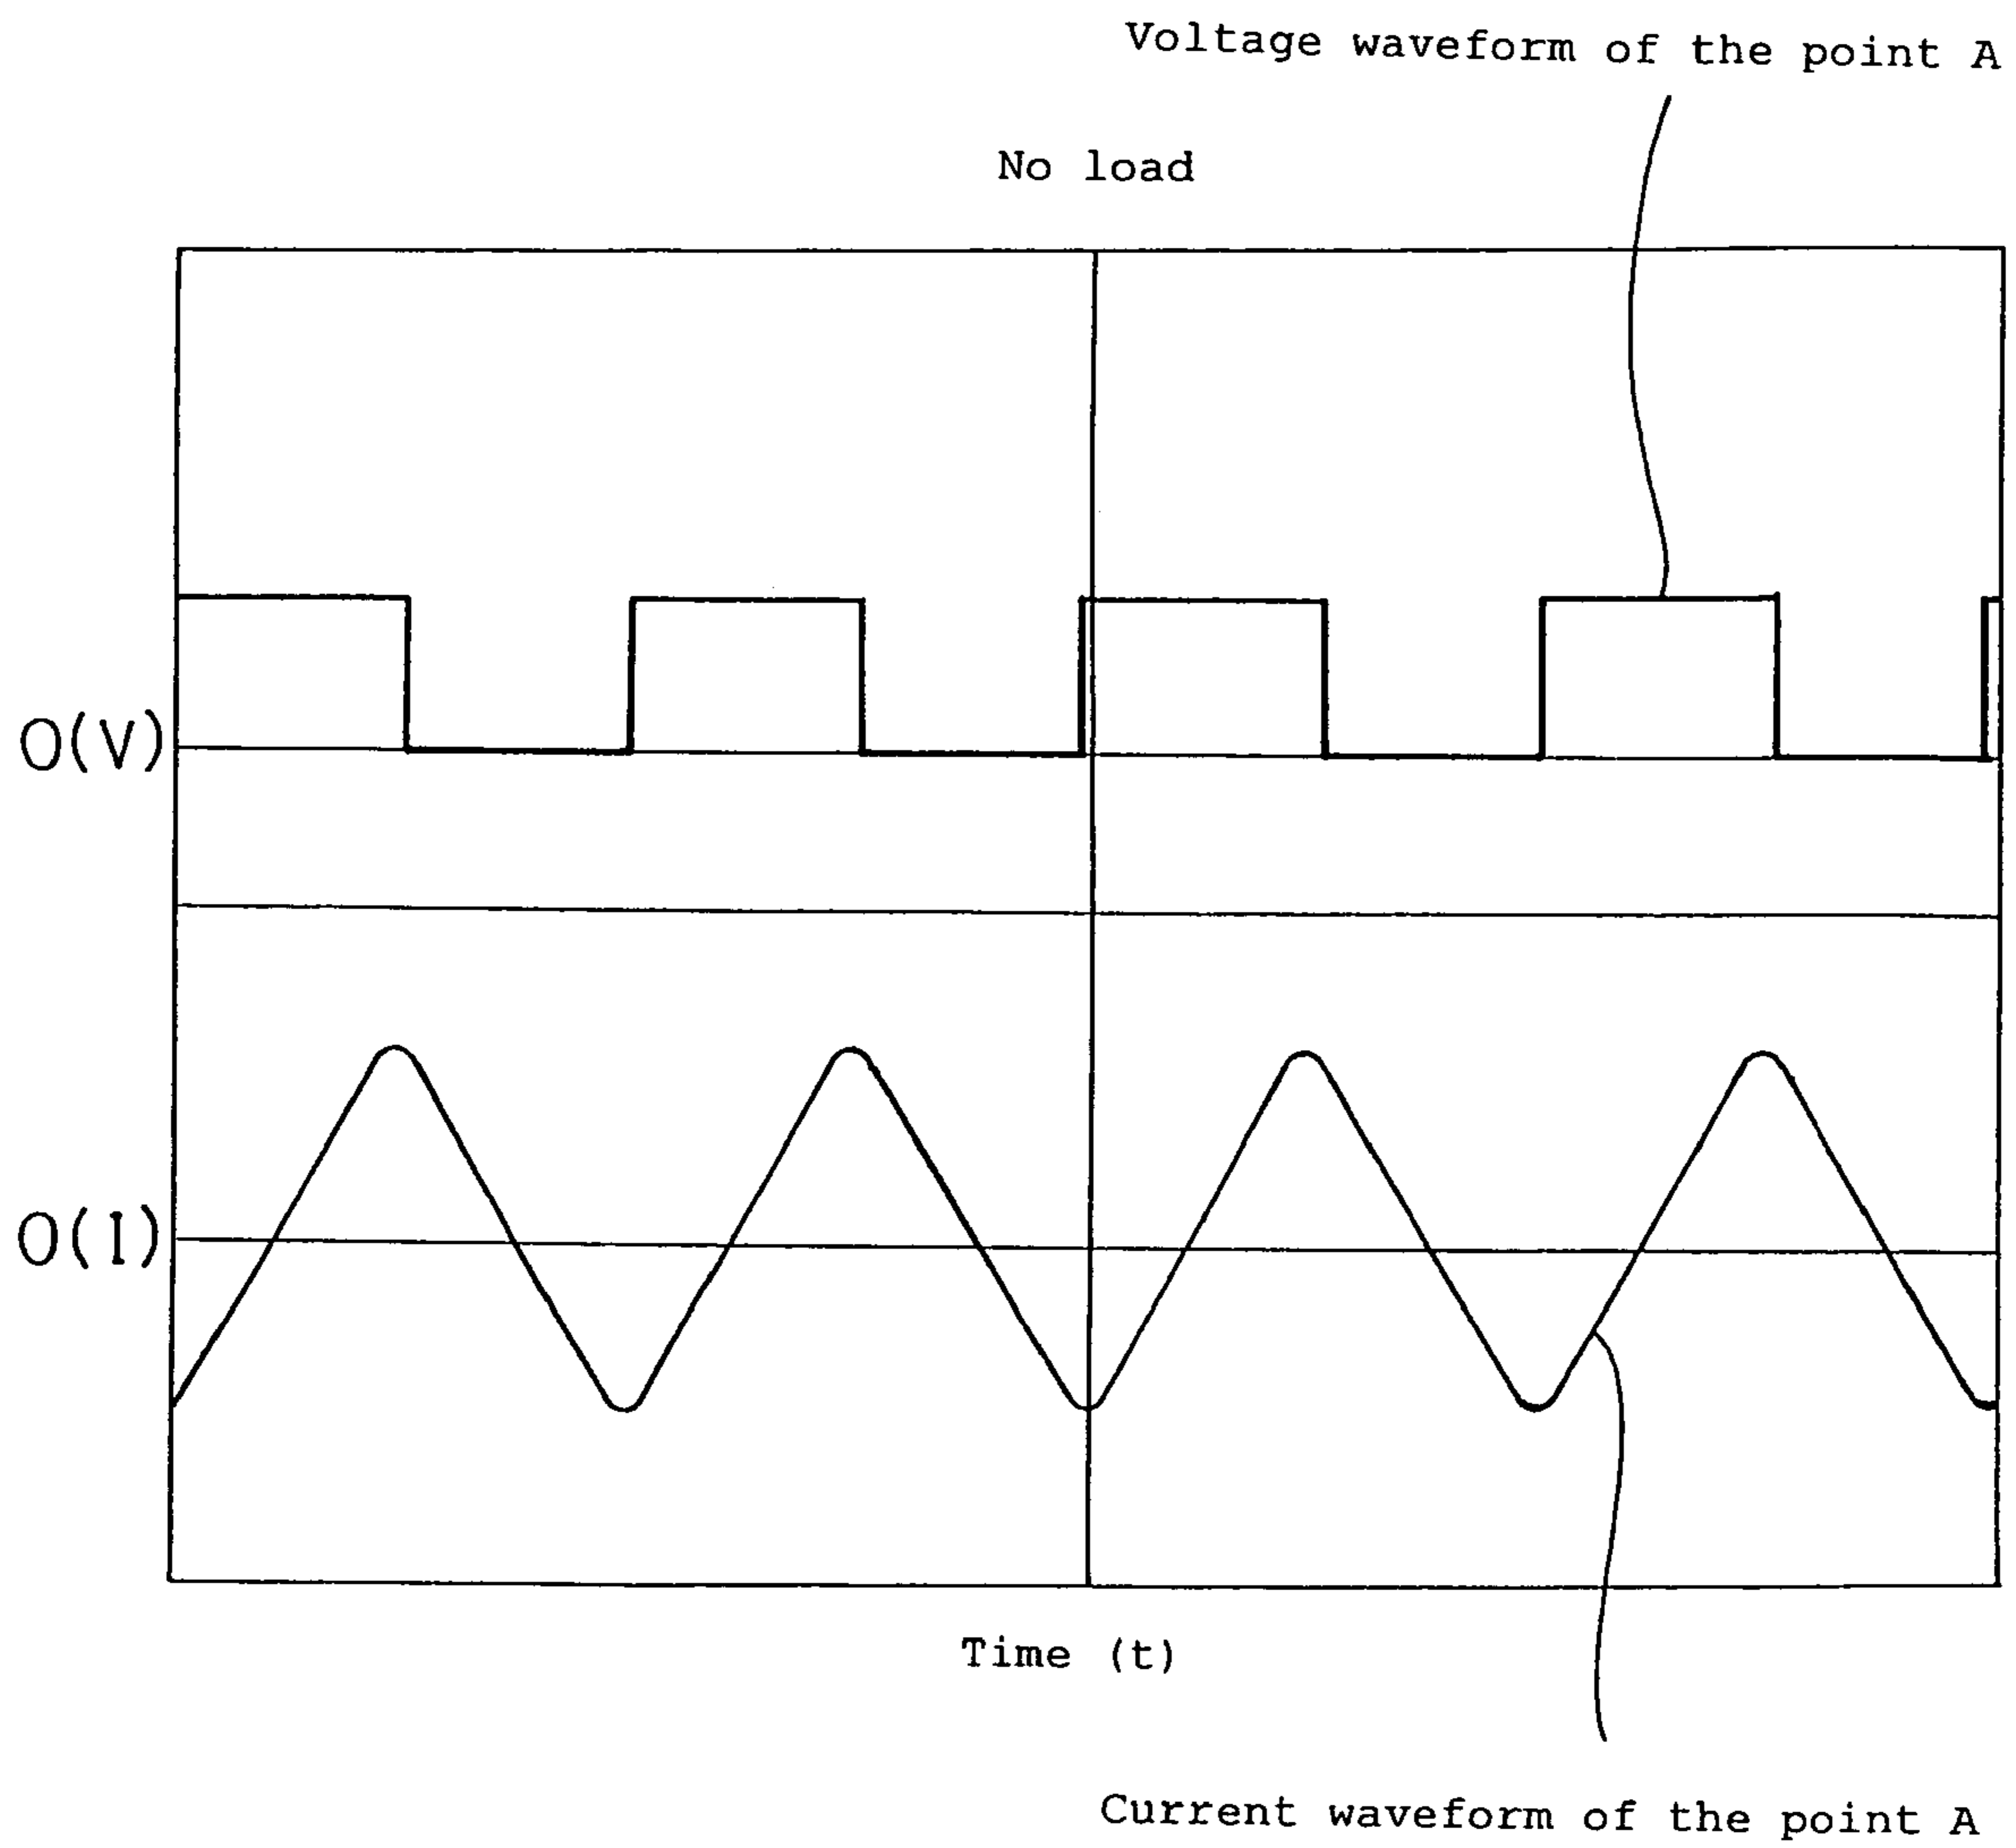 Voltage waveform of the point A
No load
O(V)
O(I)
Time (t)
Current waveform of the point A